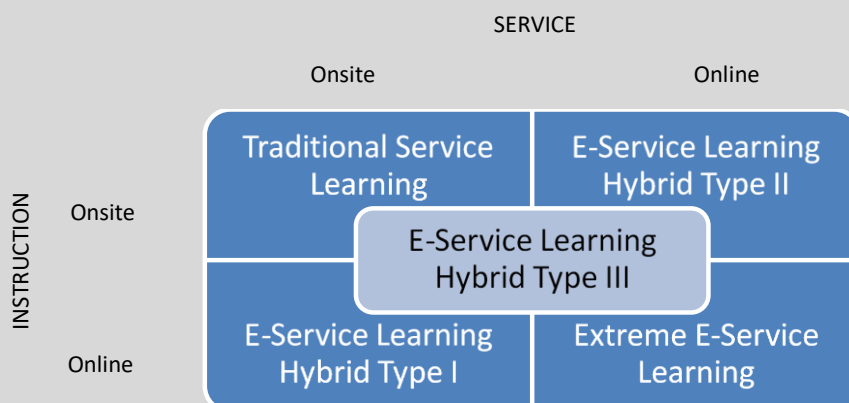 SERVICE
Onsite
Online
Traditional Service
Learning
E-Service Learning
Hybrid Type II
INSTRUCTION
Onsite
E-Service Learning
Hybrid Type III
Online
E-Service Learning
Hybrid Type I
Extreme E-Service
Learning